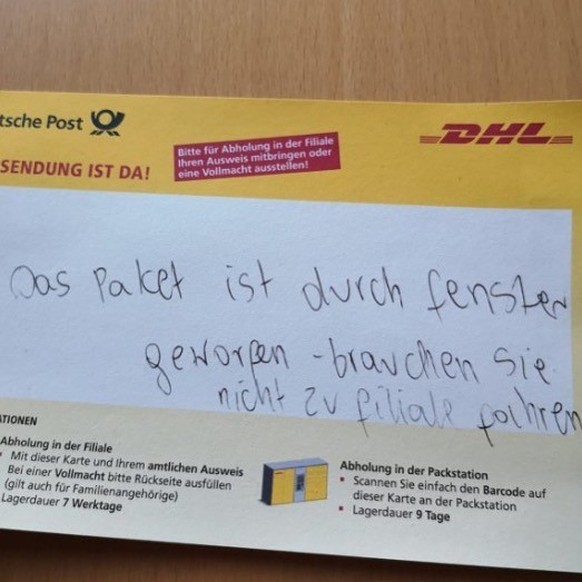 tsche Post
DHL
SENDUNG IST DA!
Bitte für Abholung in der Filiale
Ihren Ausweis mitbringen oder
eine Vollmacht ausstellen!
Das Paket ist durch fenster
geworfen - brauchen Sie
nicht zu filiale fahren
ATIONEN
Abholung in der Filiale
Mit dieser Karte und Ihrem amtlichen Ausweis
Bei einer Vollmacht bitte Rückseite ausfüllen
(gilt auch für Familienangehörige)
Lagerdauer 7 Werktage
Abholung in der Packstation
Scannen Sie einfach den Barcode auf
dieser Karte an der Packstation
Lagerdauer 9 Tage